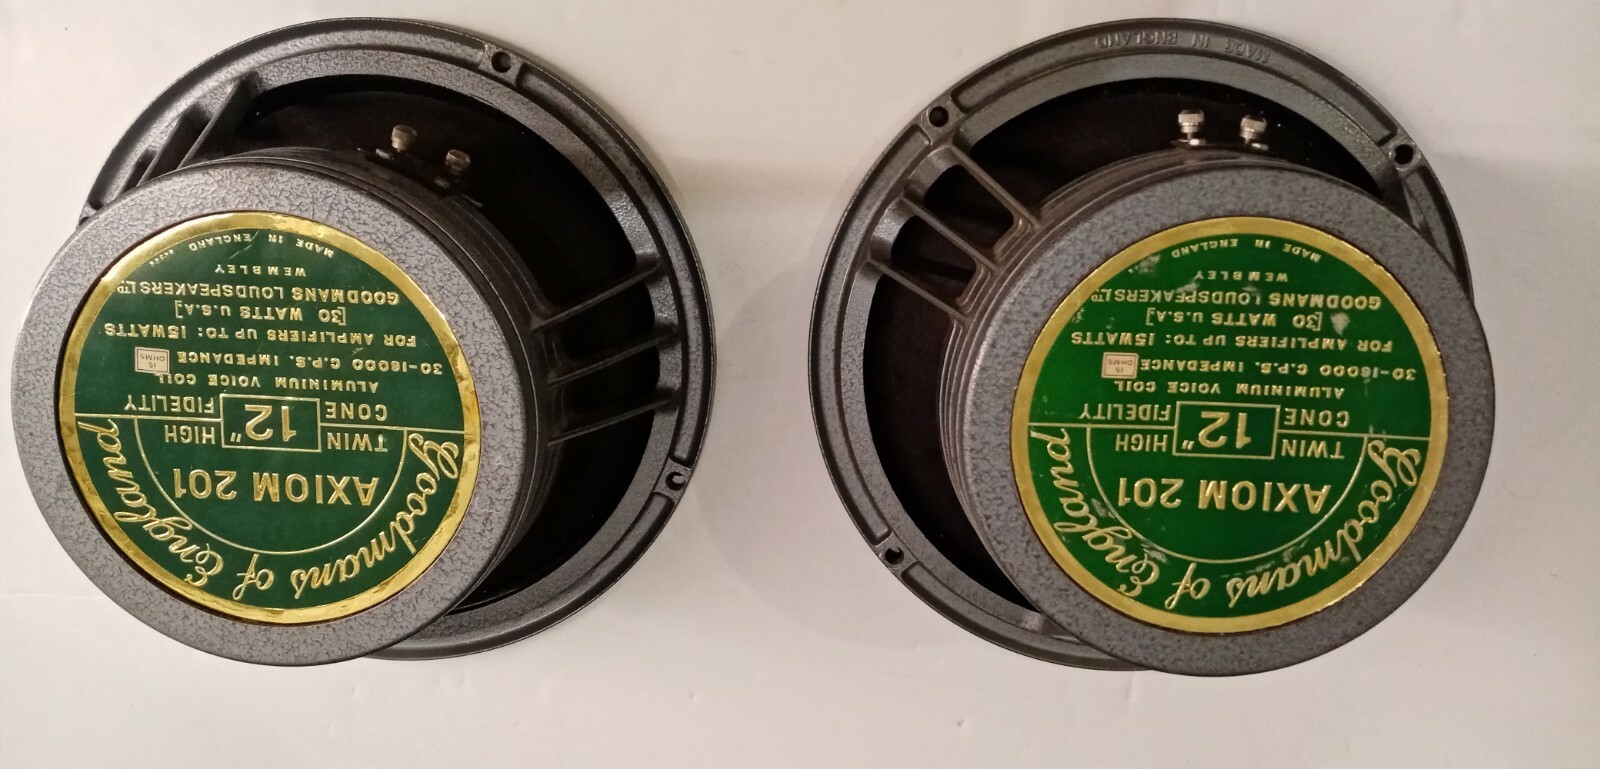 Goodmans of England
AXIOM 201
TWIN 12" HIGH
CONE FIDELITY
ALUMINIUM VOICE COIL
30-16000 C.P.S. IMPEDANCE 15 OHMS
FOR AMPLIFIERS UP TO: 15WATTS
[30 WATTS U.S.A]
GOODMANS LOUDSPEAKERS LTD
WEMBLEY
MADE IN ENGLAND
MADE IN ENGLAND
Goodmans of England
AXIOM 201
TWIN 12" HIGH
CONE FIDELITY
ALUMINIUM VOICE COIL
30-16000 C.P.S. IMPEDANCE 15 OHMS
FOR AMPLIFIERS UP TO: 15WATTS
[30 WATTS U.S.A]
GOODMANS LOUDSPEAKERS LTD
WEMBLEY
MADE IN ENGLAND